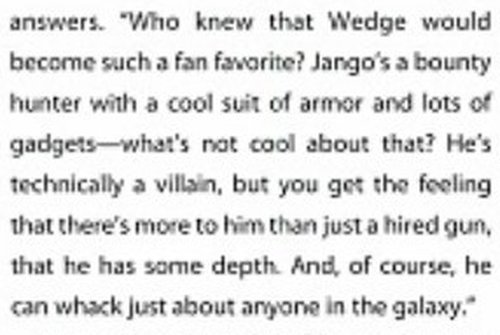 answers. "Who knew that Wedge would
become such a fan favorite? Jango's a bounty
hunter with a cool suit of armor and lots of
gadgets—what's not cool about that? He's
technically a villain, but you get the feeling
that there's more to him than just a hired gun,
that he has some depth. And, of course, he
can whack just about anyone in the galaxy."